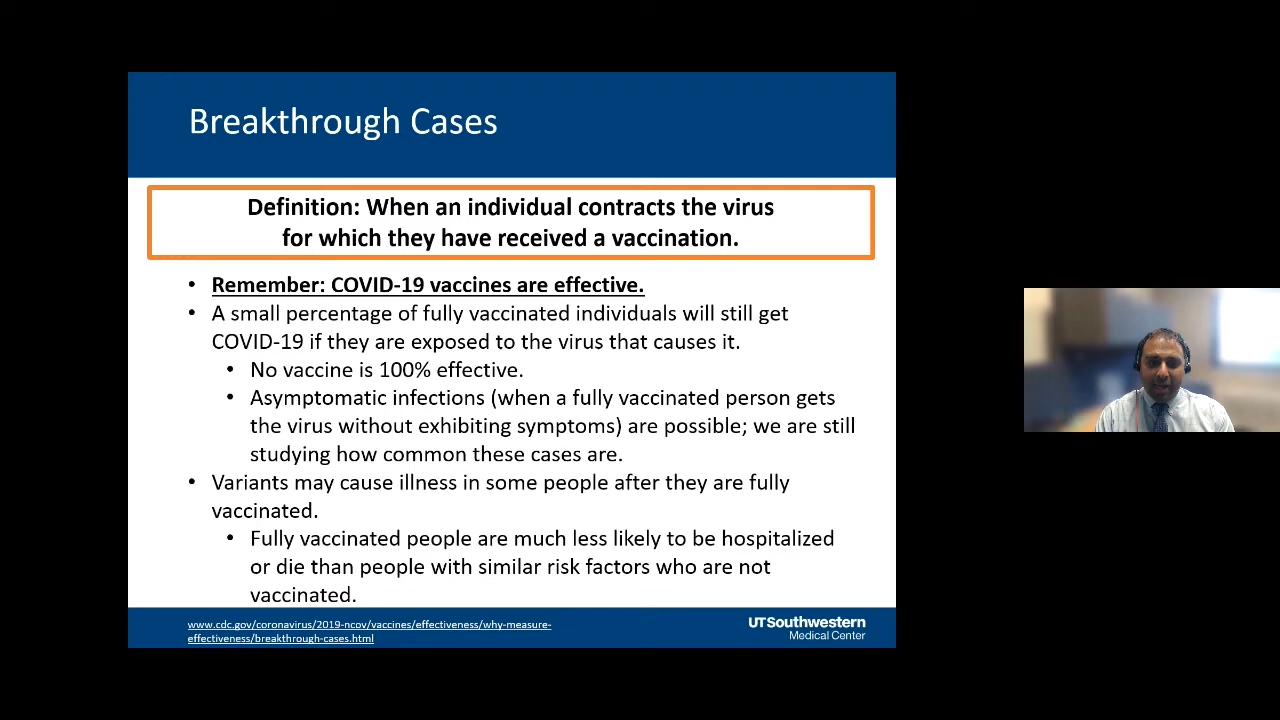 Breakthrough Cases
Definition: When an individual contracts the virus
for which they have received a vaccination.
• Remember: COVID-19 vaccines are effective.
• A small percentage of fully vaccinated individuals will still get
COVID-19 if they are exposed to the virus that causes it.
• No vaccine is 100% effective.
• Asymptomatic infections (when a fully vaccinated person gets
the virus without exhibiting symptoms) are possible; we are still
studying how common these cases are.
• Variants may cause illness in some people after they are fully
vaccinated.
• Fully vaccinated people are much less likely to be hospitalized
or die than people with similar risk factors who are not
vaccinated.
www.cdc.gov/coronavirus/2019-ncov/vaccines/effectiveness/why-measure-
effectiveness/breakthrough-cases.html
UTSouthwestern
Medical Center